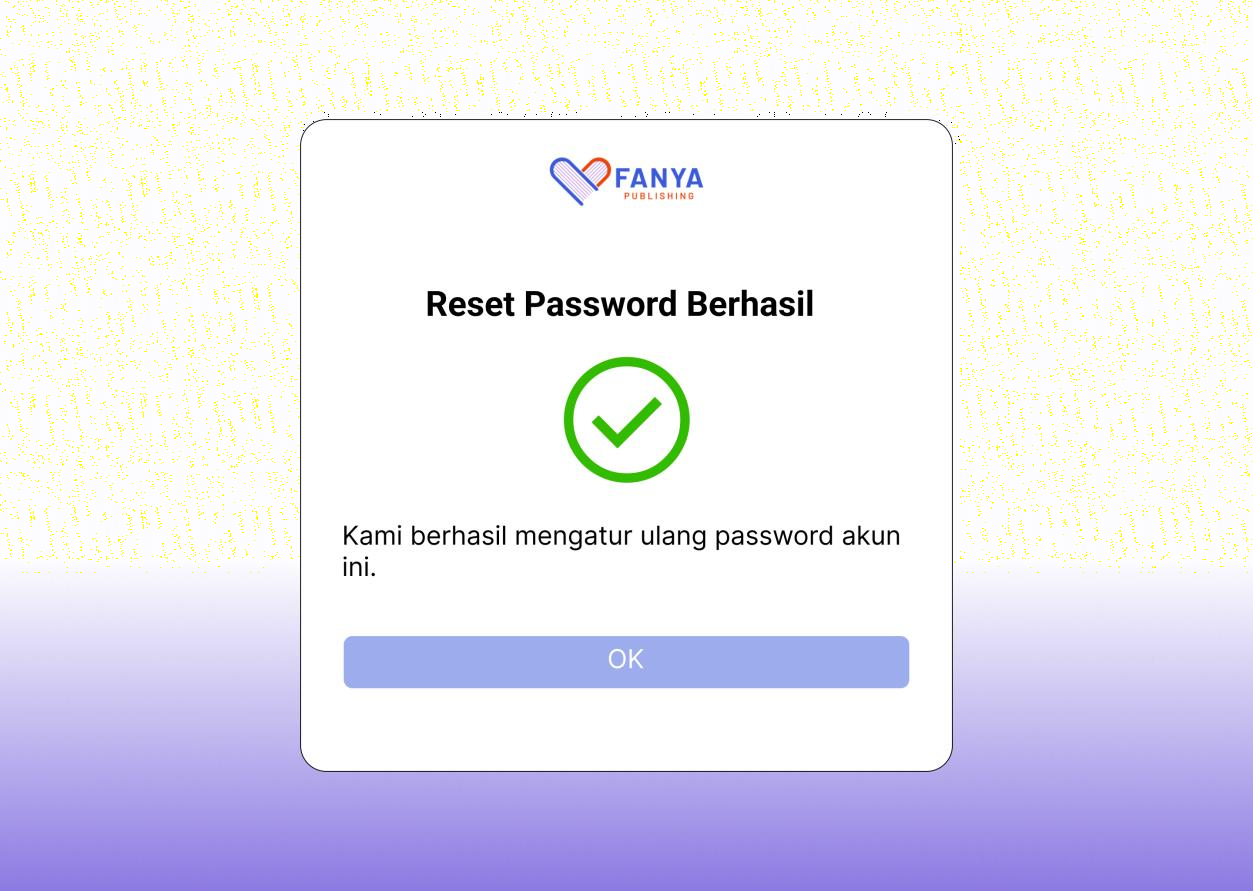 FANYA
PUBLISHING
Reset Password Berhasil
Kami berhasil mengatur ulang password akun
ini.
OK